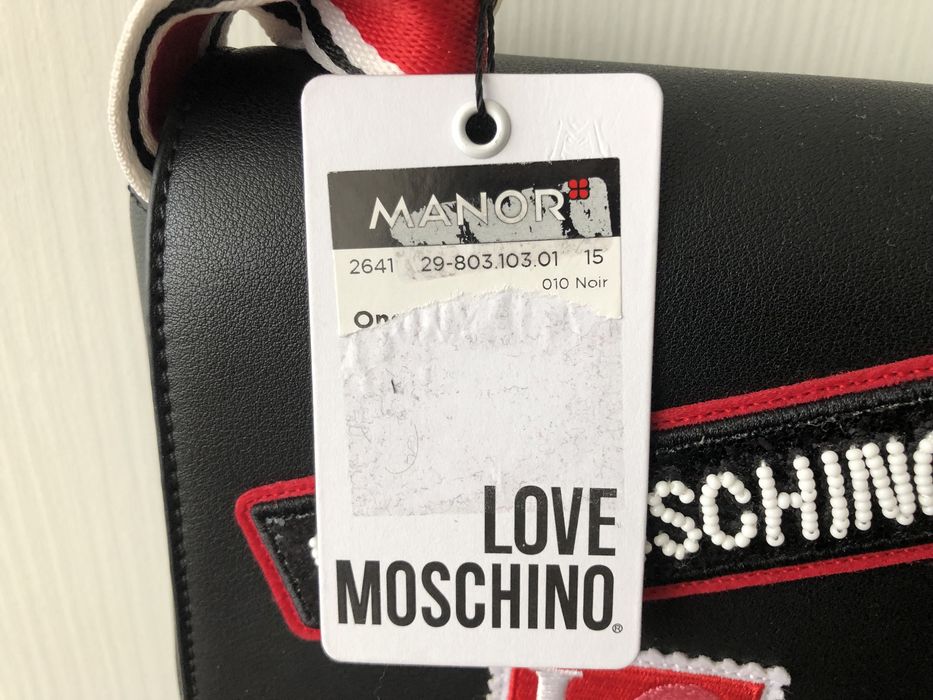 MANOR
2641 29-803.103.01 15
010 Noir
LOVE
MOSCHINO®
SCHINO